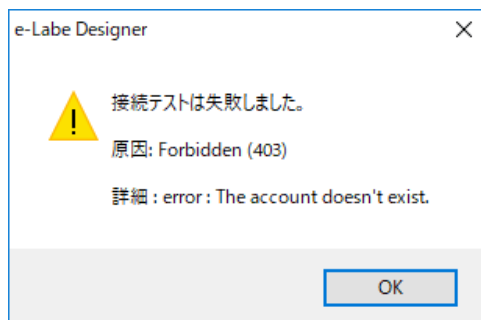 e-Labe Designer
接続テストは失敗しました。
原因: Forbidden (403)
詳細 : error : The account doesn't exist.
OK